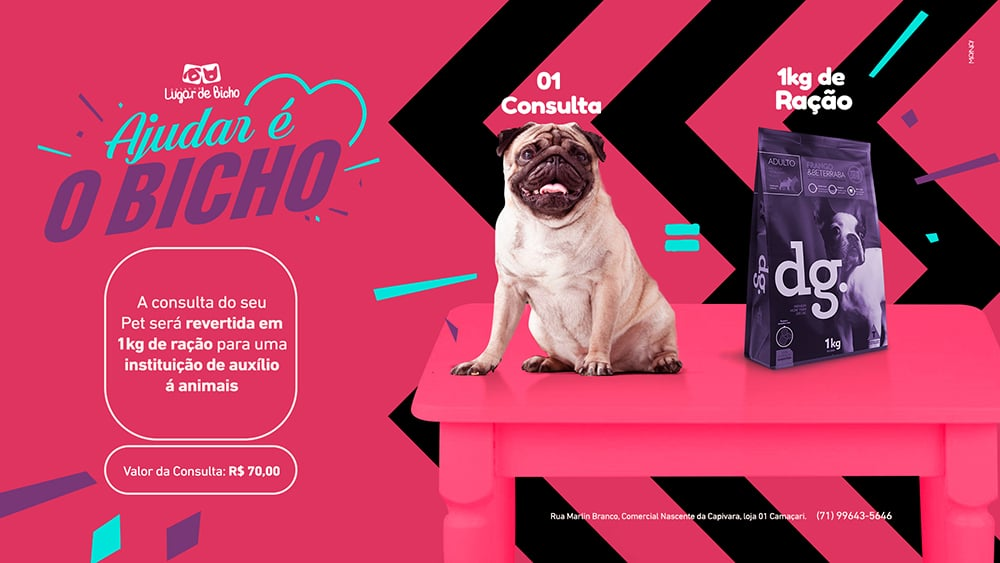 Lugar de Bicho
Ajudar é
O BICHO
A consulta do seu
Pet será revertida em
1kg de ração para uma
instituição de auxílio
á animais
Valor da Consulta: R$ 70,00
01
Consulta
1kg de
Ração
ADULTO
FRANGO
&BETERRABA
dg
dg.
1kg
Rua Marlin Branco, Comercial Nascente da Capivara, loja 01 Camaçari. (71) 99643-5646